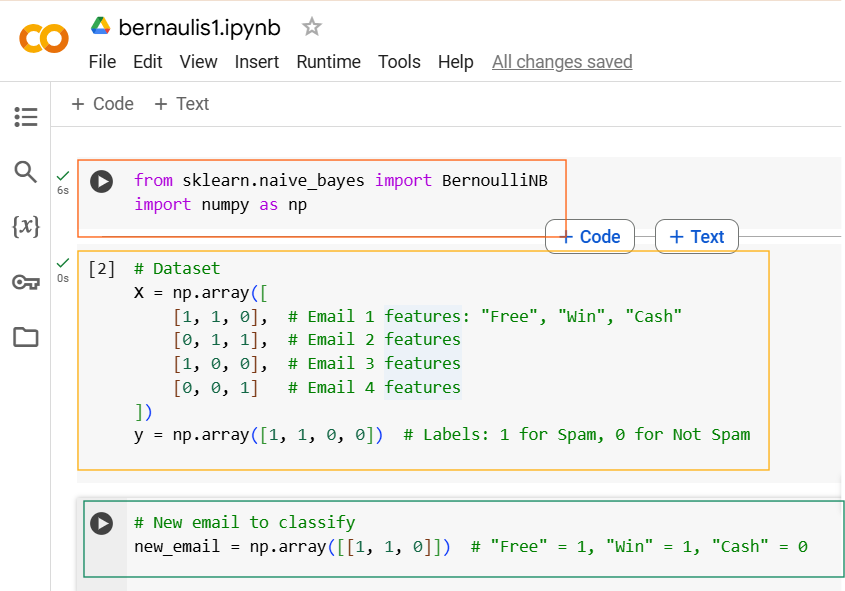 bernaulis1.ipynb
File Edit View Insert Runtime Tools Help All changes saved
+ Code + Text
6s
from sklearn.naive_bayes import BernoulliNB
import numpy as np
+ Code + Text
0s
[2] # Dataset
X = np.array([
[1, 1, 0], # Email 1 features: "Free", "Win", "Cash"
[0, 1, 1], # Email 2 features
[1, 0, 0], # Email 3 features
[0, 0, 1] # Email 4 features
])
y = np.array([1, 1, 0, 0]) # Labels: 1 for Spam, 0 for Not Spam
{x}
# New email to classify
new_email = np.array([[1, 1, 0]]) # "Free" = 1, "Win" = 1, "Cash" = 0